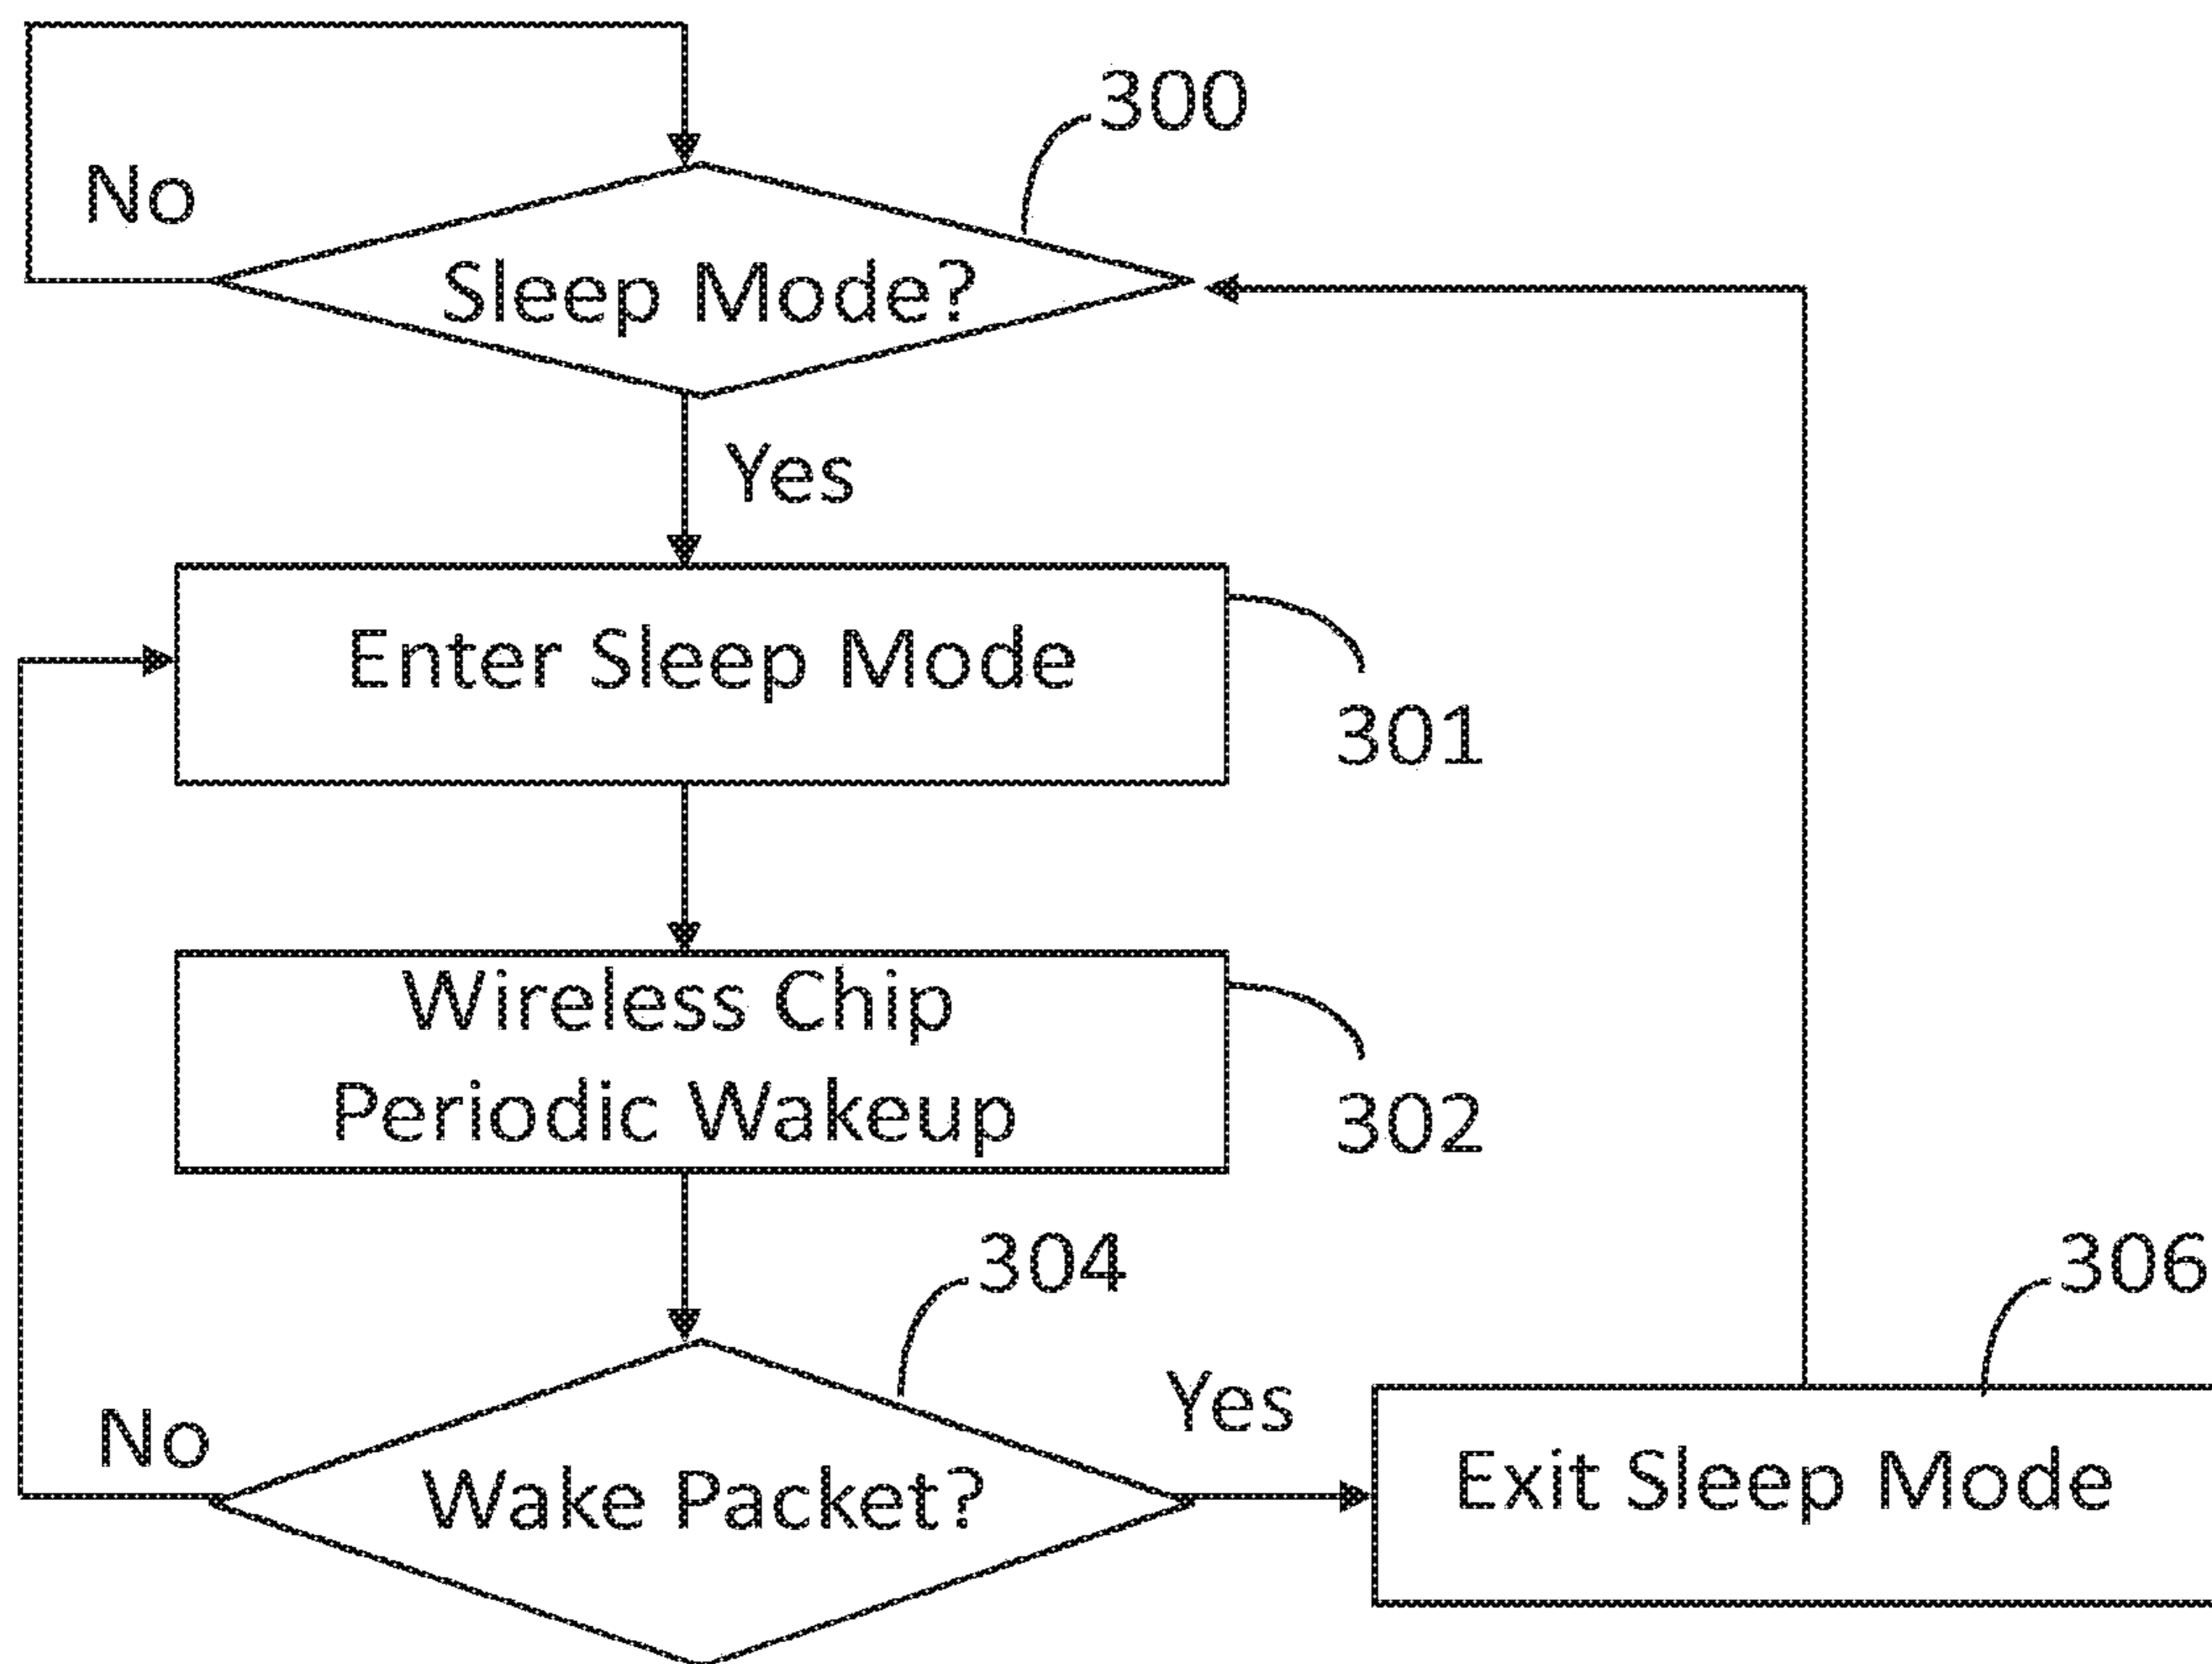 300
No
Sleep Mode?
Yes
Enter Sleep Mode
301
Wireless Chip
Periodic Wakeup
302
304
306
Yes
No
Wake Packet?
Exit Sleep Mode